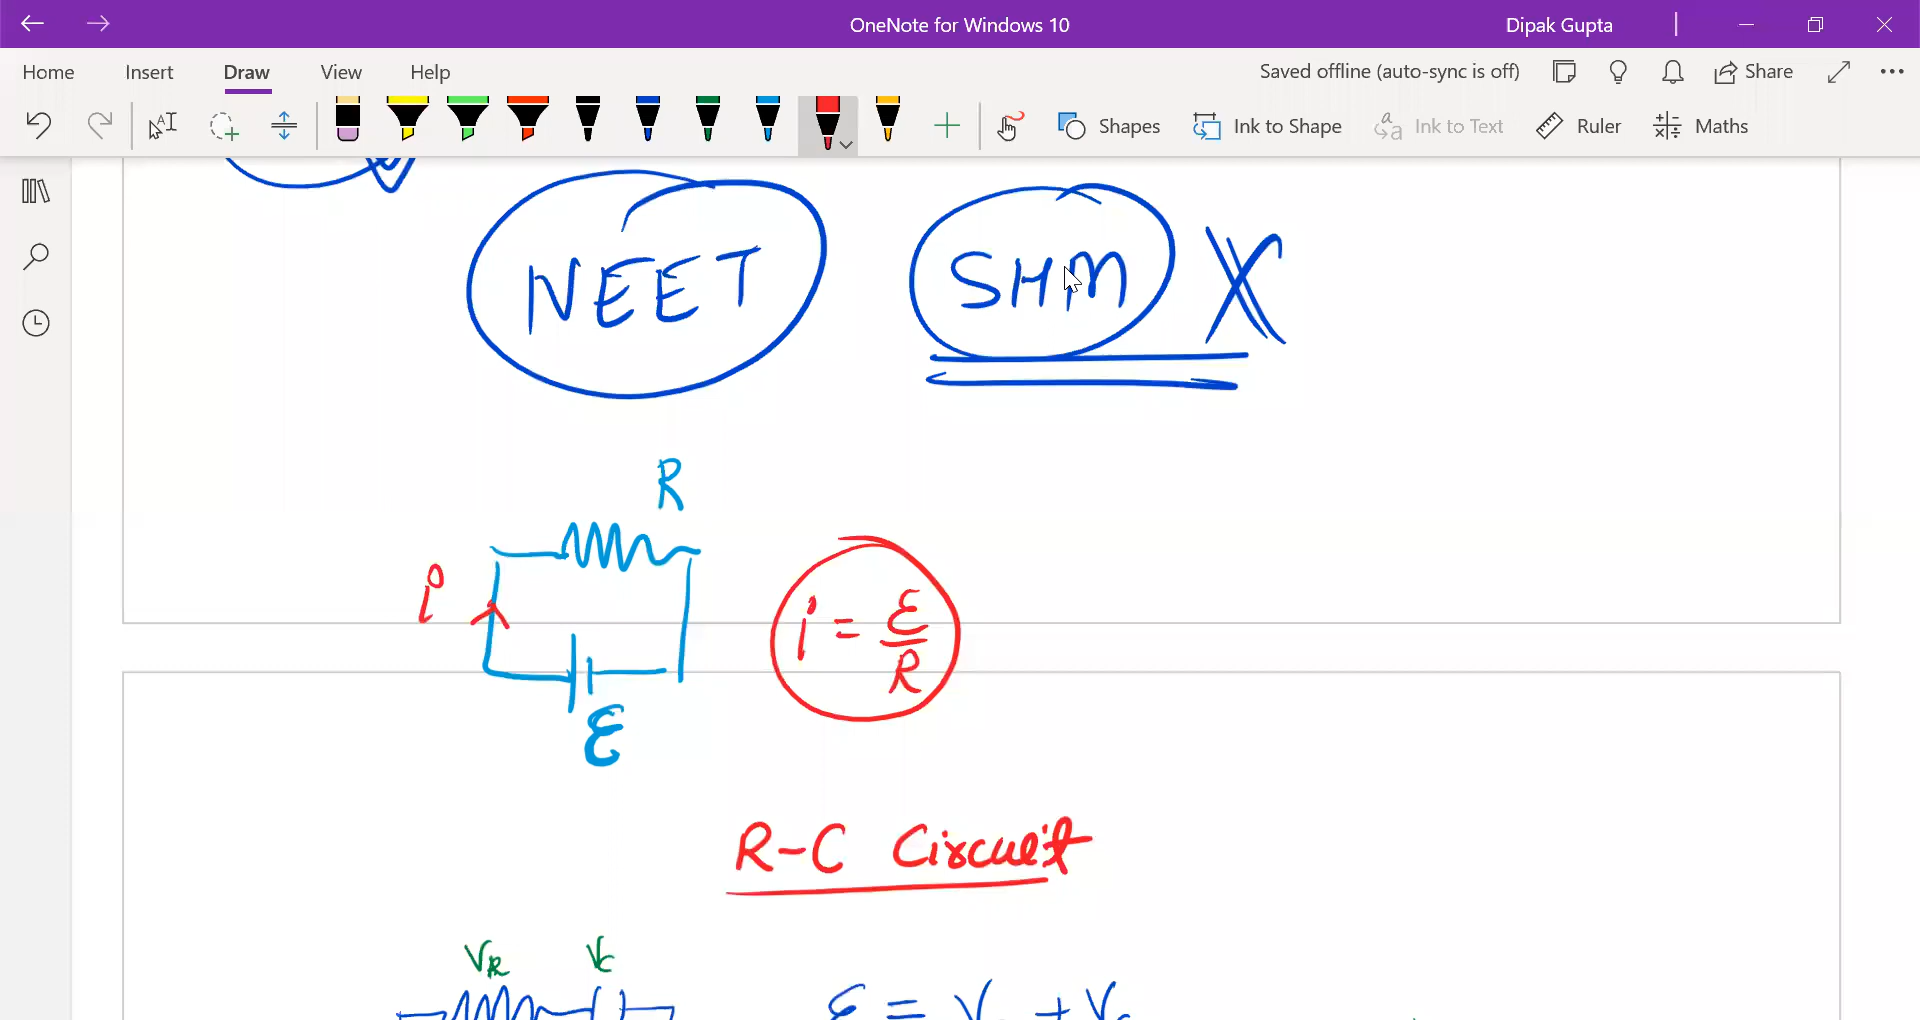 OneNote for Windows 10 Dipak Gupta
Home Insert Draw View Help Saved offline (auto-sync is off) Share
Shapes Ink to Shape Ink to Text Ruler Maths
NEET SHM X
R
i
i = ε/R
ε
R-C Circuit
VR VC